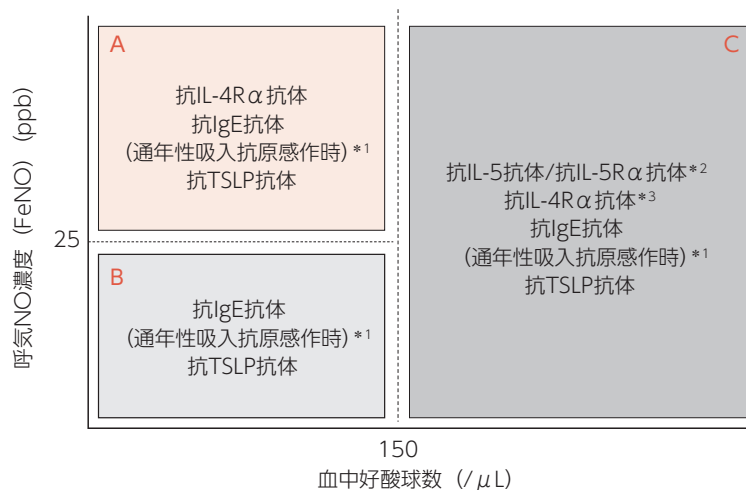 呼気NO濃度（FeNO）（ppb）
A
抗IL-4Rα抗体
抗IgE抗体
（通年性吸入抗原感作時）*1
抗TSLP抗体
C
抗IL-5抗体/抗IL-5Rα抗体*2
抗IL-4Rα抗体*3
抗IgE抗体
（通年性吸入抗原感作時）*1
抗TSLP抗体
25
B
抗IgE抗体
（通年性吸入抗原感作時）*1
抗TSLP抗体
150
血中好酸球数（/μL）